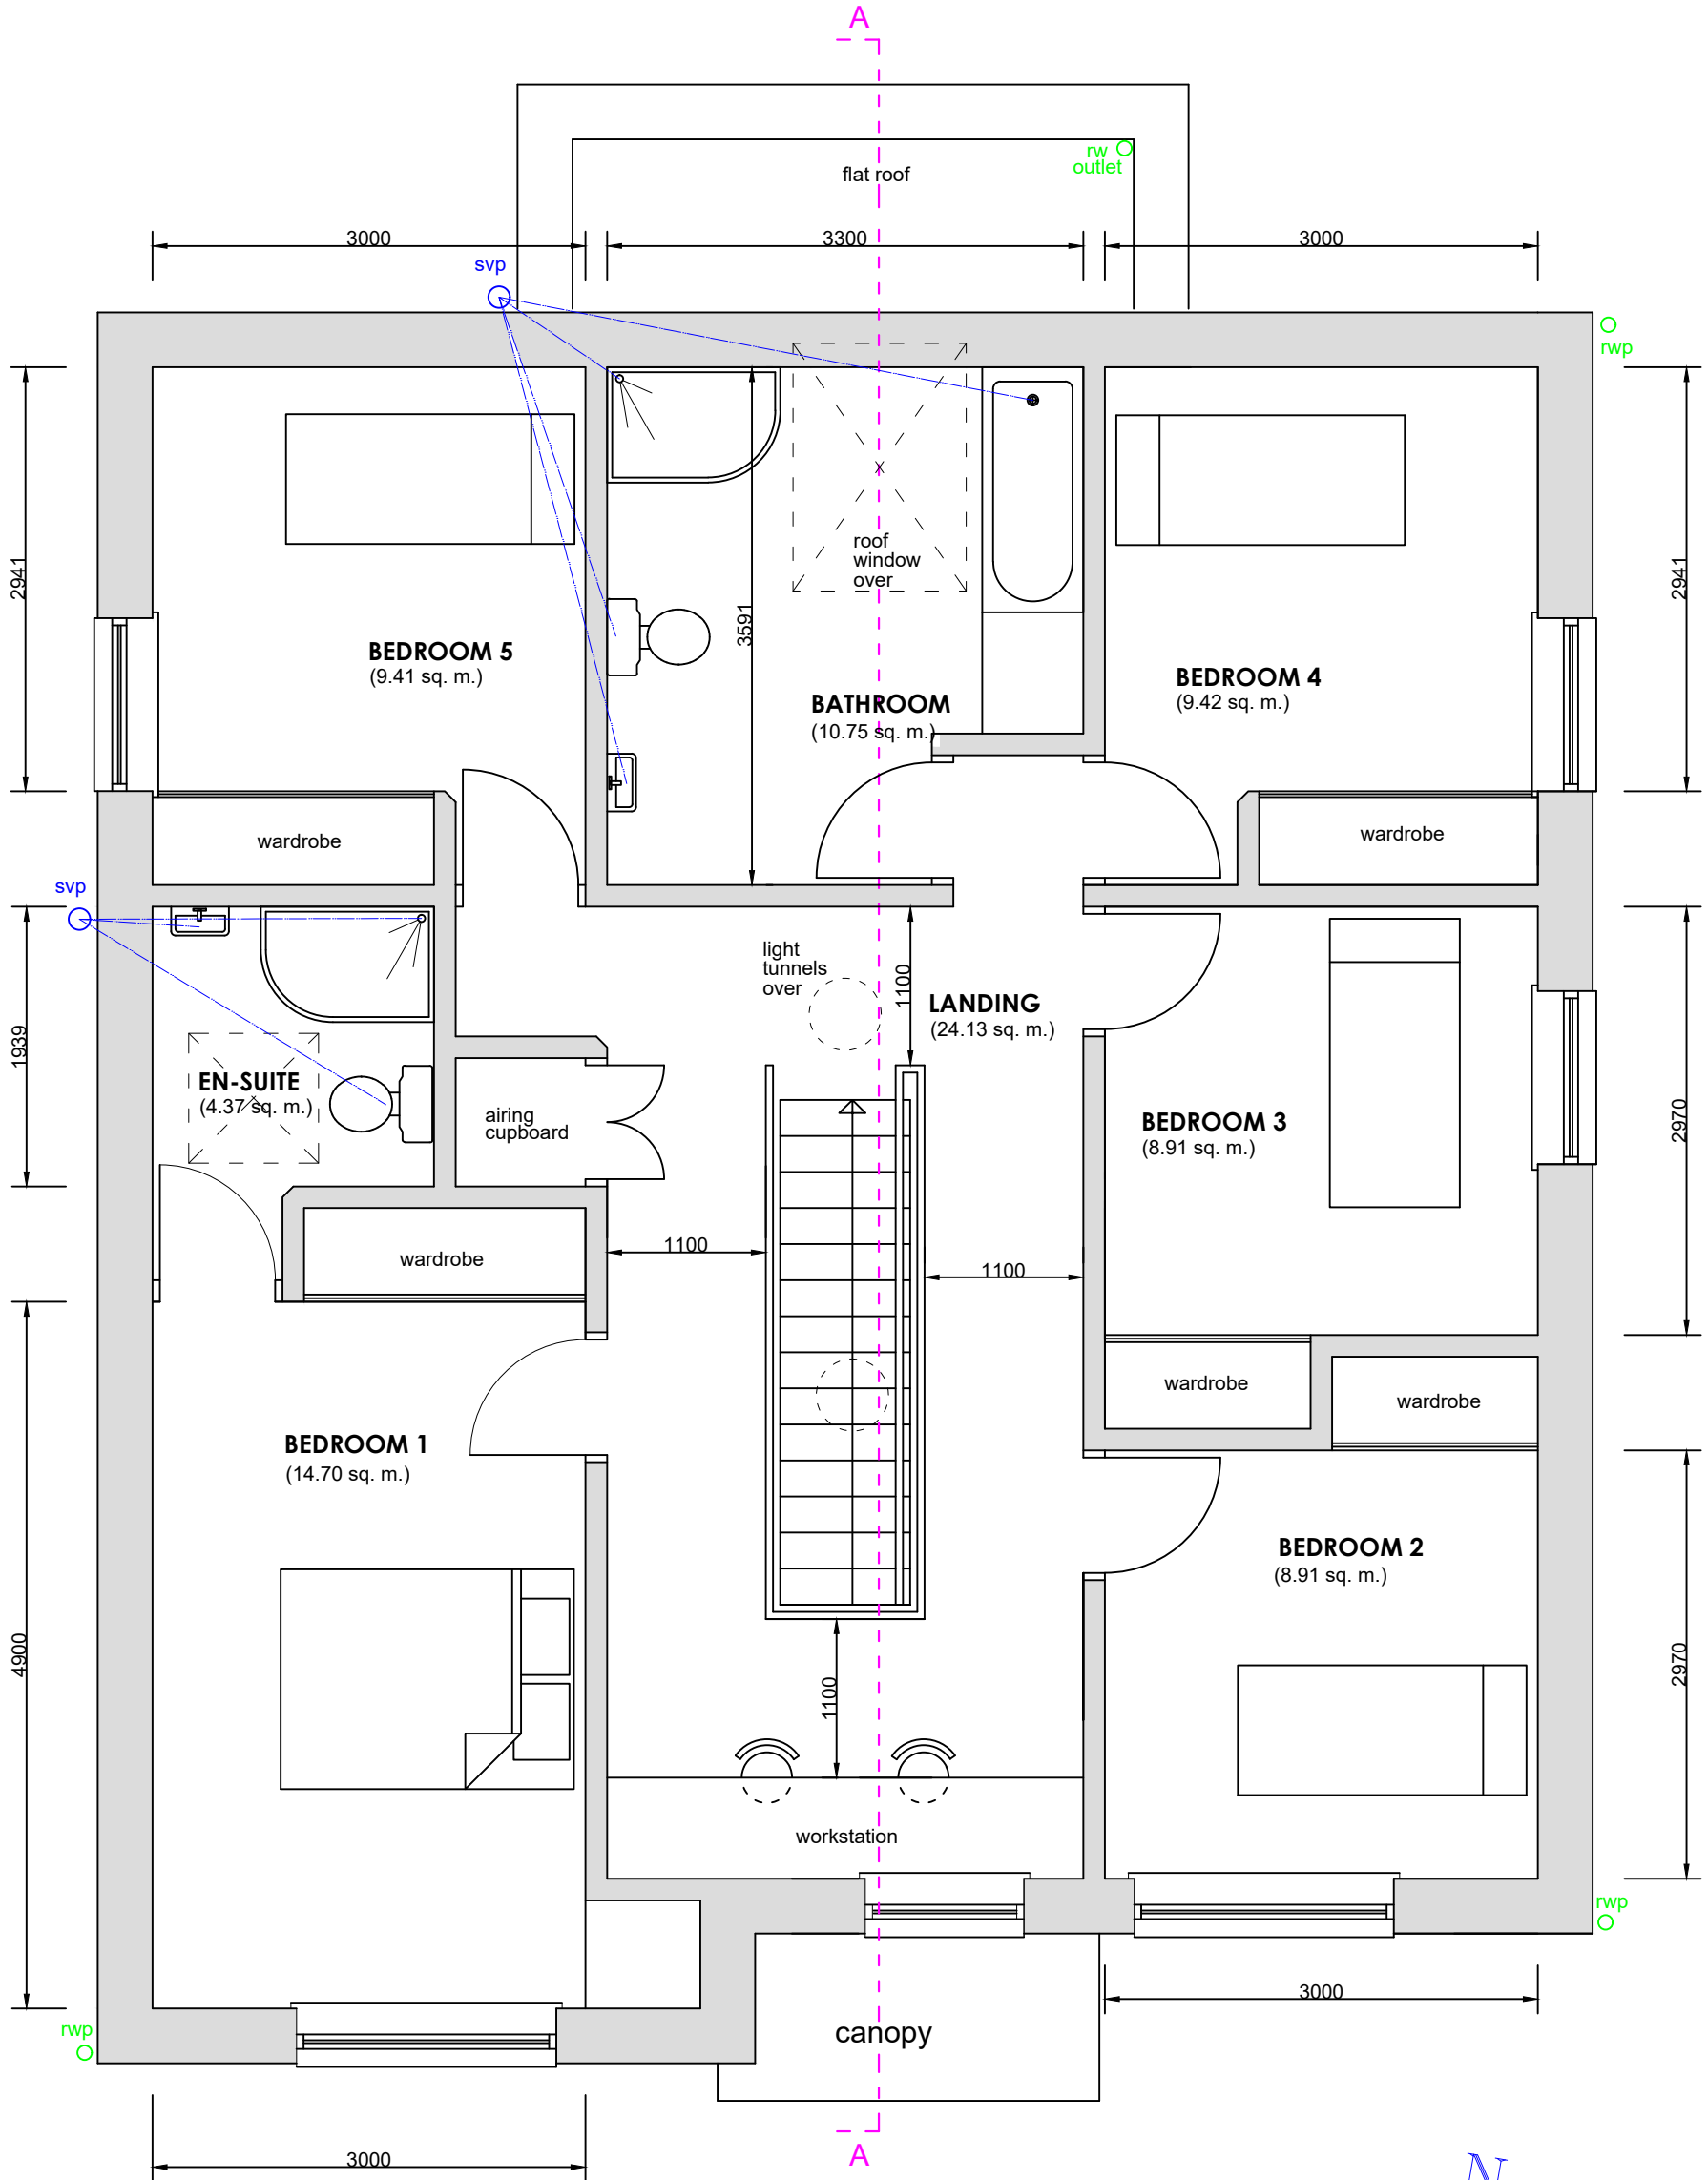 A
rw
outlet
flat roof
3000
3300
3000
svp
rwp
2941
2941
roof
window
over
3591
BEDROOM 5
(9.41 sq. m.)
BATHROOM
(10.75 sq. m.)
BEDROOM 4
(9.42 sq. m.)
wardrobe
wardrobe
svp
light
tunnels
over
1100
LANDING
(24.13 sq. m.)
1939
EN-SUITE
(4.37 sq. m.)
airing
cupboard
BEDROOM 3
(8.91 sq. m.)
2970
wardrobe
1100
1100
wardrobe
wardrobe
BEDROOM 1
(14.70 sq. m.)
BEDROOM 2
(8.91 sq. m.)
4900
1100
2970
workstation
rwp
3000
canopy
rwp
A
3000
N